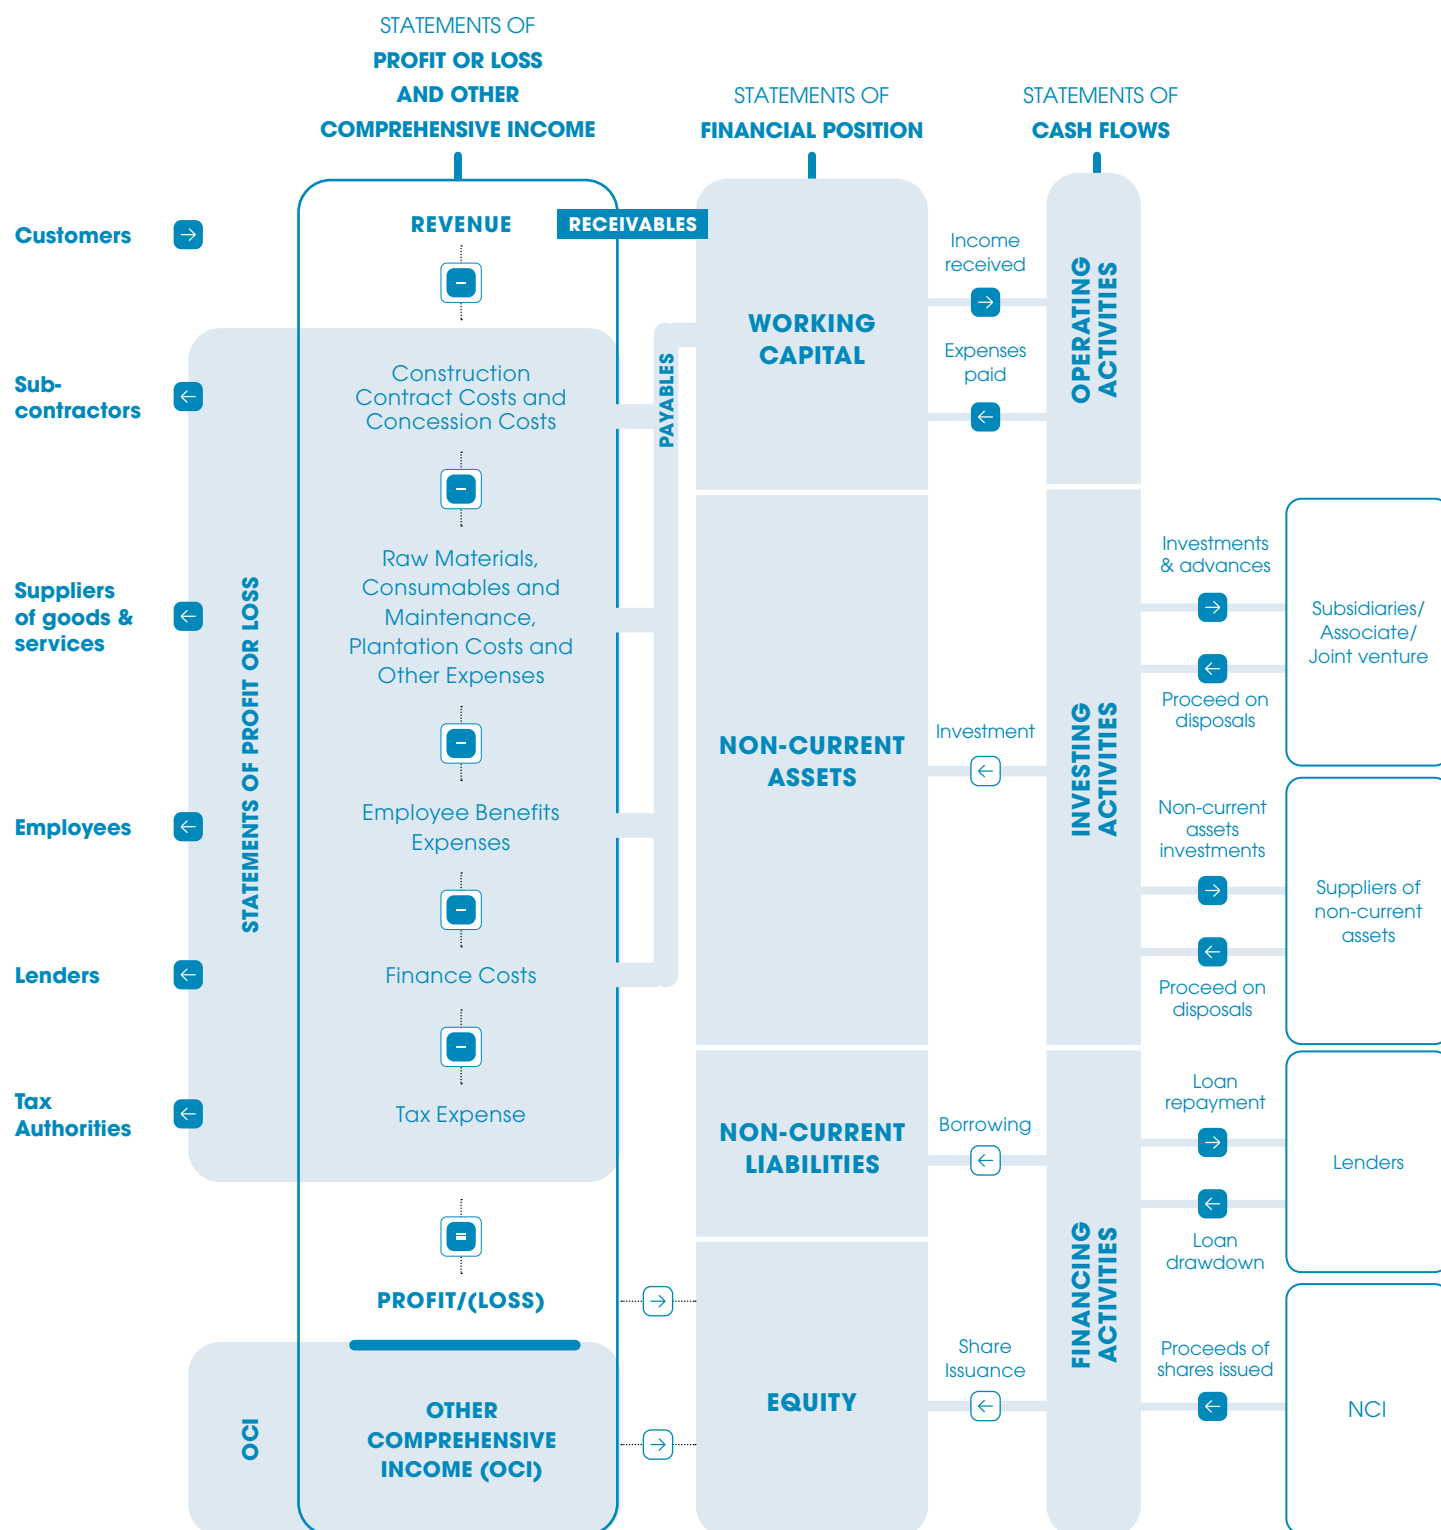 STATEMENTS OF
PROFIT OR LOSS
AND OTHER
COMPREHENSIVE INCOME
STATEMENTS OF
FINANCIAL POSITION
STATEMENTS OF
CASH FLOWS
Customers
Sub-
contractors
Suppliers
of goods &
services
Employees
Lenders
Tax
Authorities
STATEMENTS OF PROFIT OR LOSS
OCI
REVENUE
RECEIVABLES
–
Construction
Contract Costs and
Concession Costs
–
Raw Materials,
Consumables and
Maintenance,
Plantation Costs and
Other Expenses
–
Employee Benefits
Expenses
–
Finance Costs
–
Tax Expense
=
PROFIT/(LOSS)
OTHER
COMPREHENSIVE
INCOME (OCI)
PAYABLES
WORKING
CAPITAL
NON-CURRENT
ASSETS
NON-CURRENT
LIABILITIES
EQUITY
Income
received
Expenses
paid
Investment
Borrowing
Share
Issuance
OPERATING
ACTIVITIES
INVESTING
ACTIVITIES
FINANCING
ACTIVITIES
Investments
& advances
Proceed on
disposals
Non-current
assets
investments
Proceed on
disposals
Loan
repayment
Loan
drawdown
Proceeds of
shares issued
Subsidiaries/
Associate/
Joint venture
Suppliers of
non-current
assets
Lenders
NCI